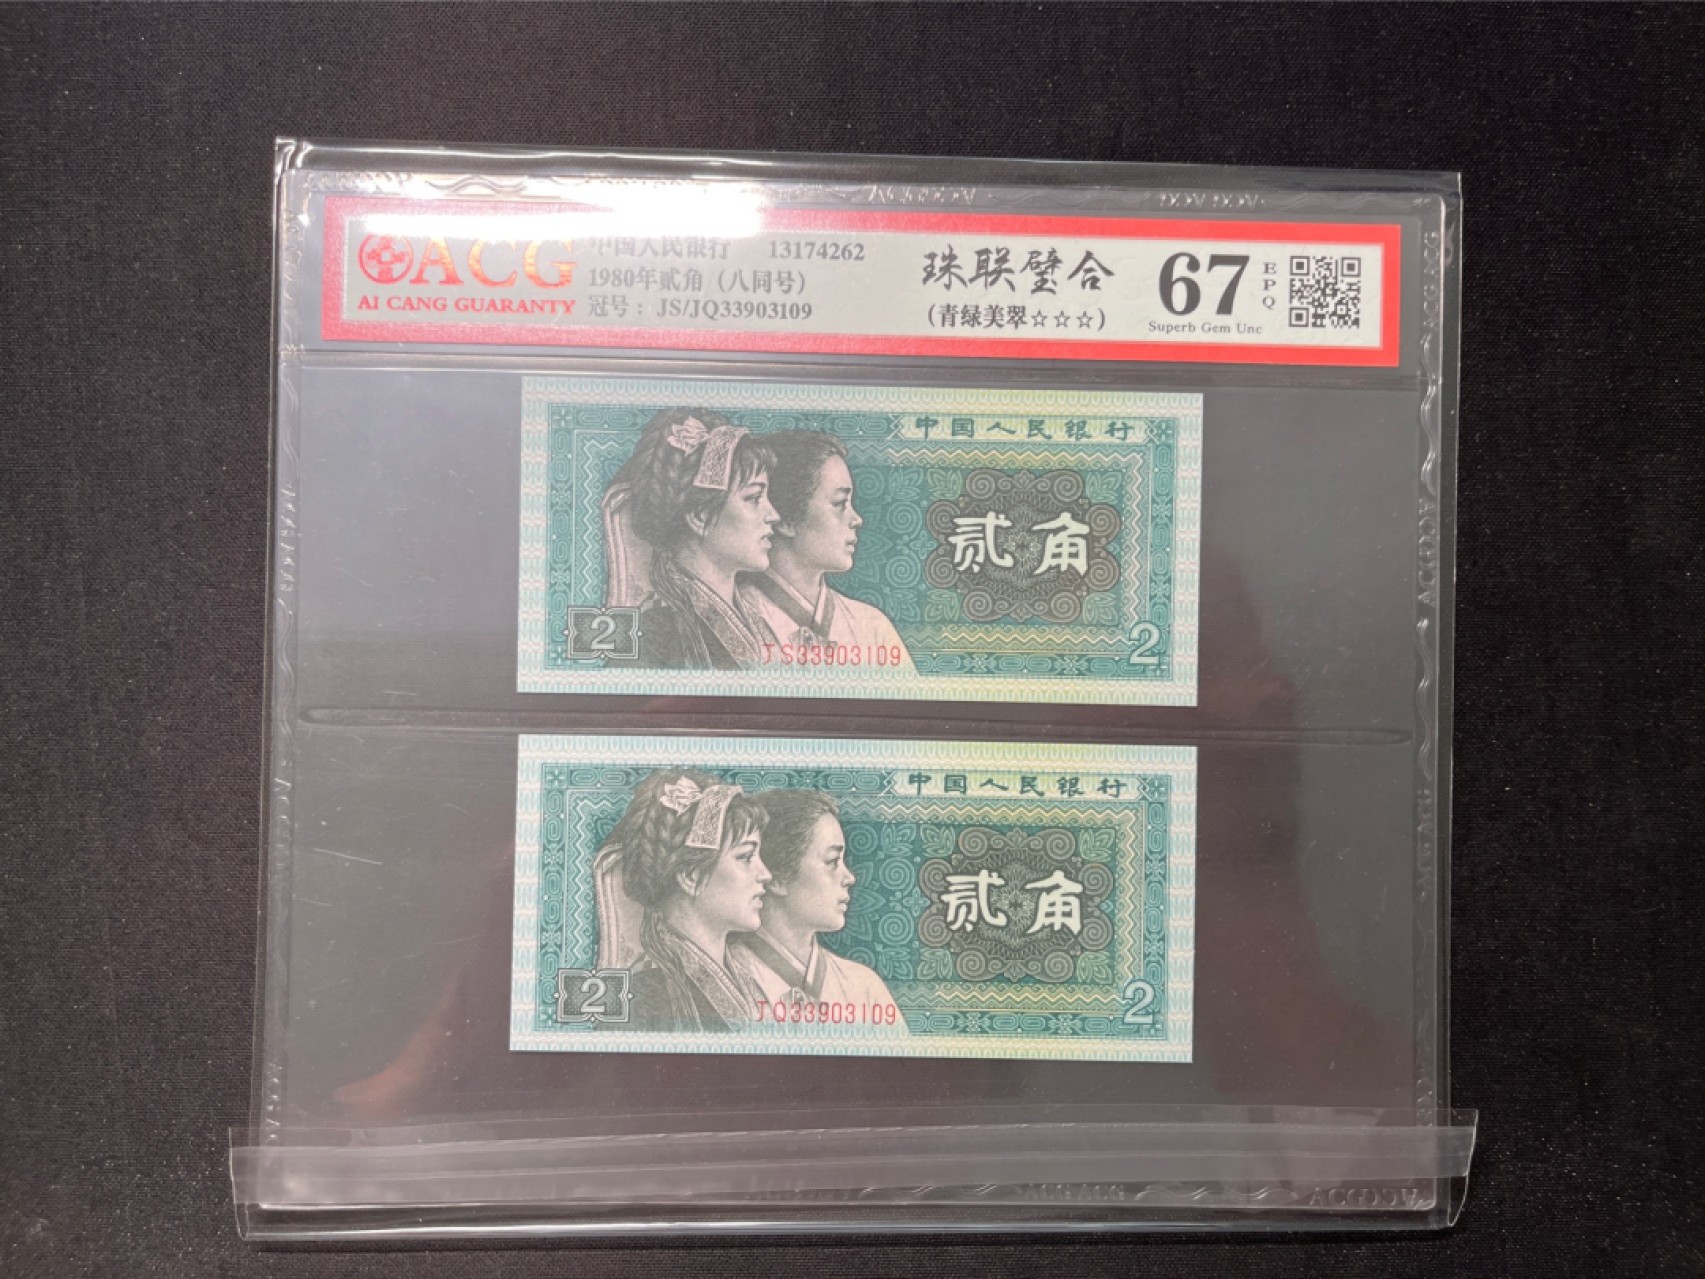 ACG
AI CANG GUARANTY
中国人民银行 13174262
1980年贰角（八同号）
冠号：JS/JQ33903109
珠联璧合
（青绿美翠☆☆☆）
67
EPQ
Superb Gem Unc
中国人民银行
贰角
2
JS33903109
2
中国人民银行
贰角
2
JQ33903109
2